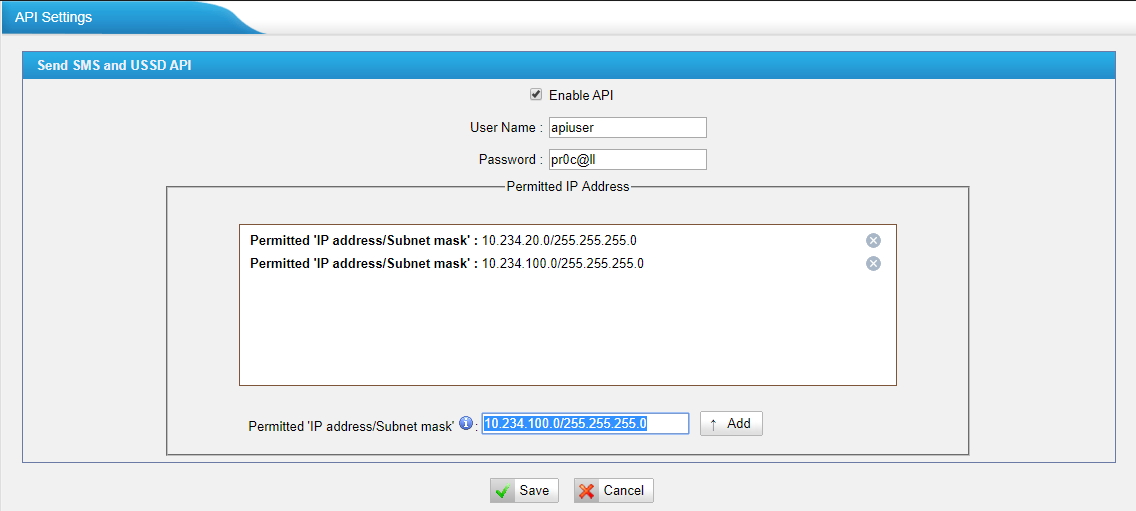 API Settings
Send SMS and USSD API
Enable API
User Name : apiuser
Password : pr0c@ll
Permitted IP Address
Permitted 'IP address/Subnet mask' : 10.234.20.0/255.255.255.0
Permitted 'IP address/Subnet mask' : 10.234.100.0/255.255.255.0
Permitted 'IP address/Subnet mask' : 10.234.100.0/255.255.255.0 Add
Save Cancel